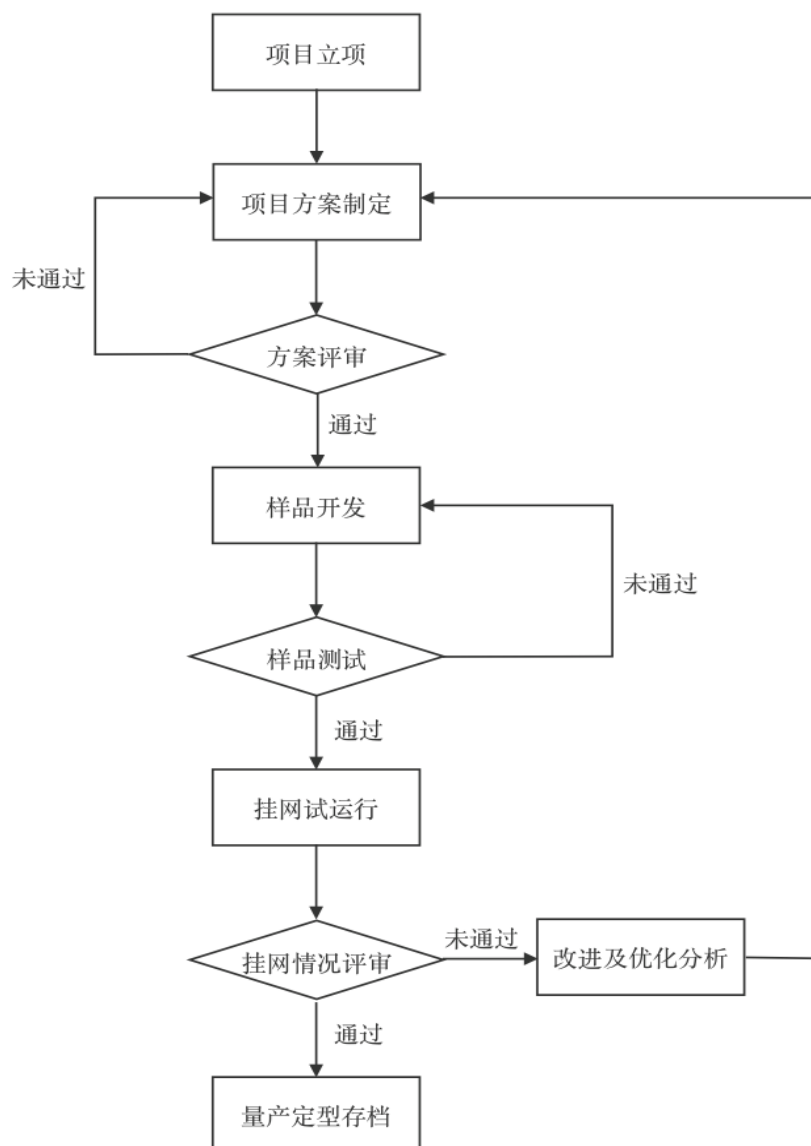 项目立项
项目方案制定
未通过
方案评审
通过
样品开发
未通过
样品测试
通过
挂网试运行
未通过
挂网情况评审
改进及优化分析
通过
量产定型存档